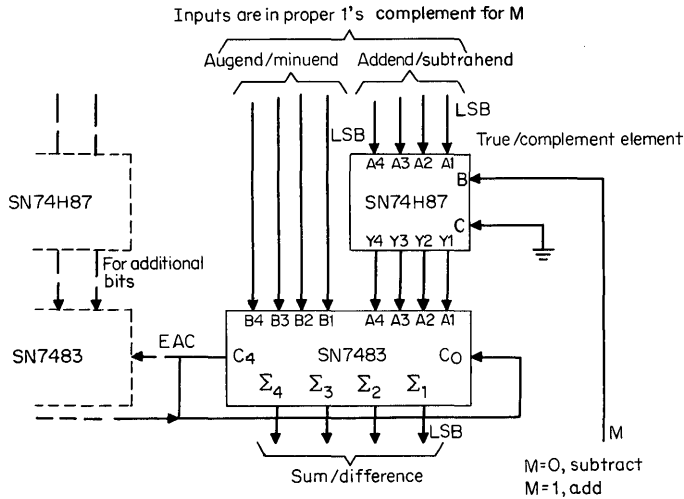 Inputs are in proper 1's complement for M
Augend/minuend
Addend/subtrahend
LSB
LSB
True/complement element
A4 A3 A2 A1
B
SN74H87
SN74H87
C
Y4 Y3 Y2 Y1
For additional
bits
B4 B3 B2 B1
A4 A3 A2 A1
SN7483
EAC
C4
SN7483
C0
Σ4 Σ3 Σ2 Σ1
LSB
M
Sum/difference
M=0, subtract
M=1, add